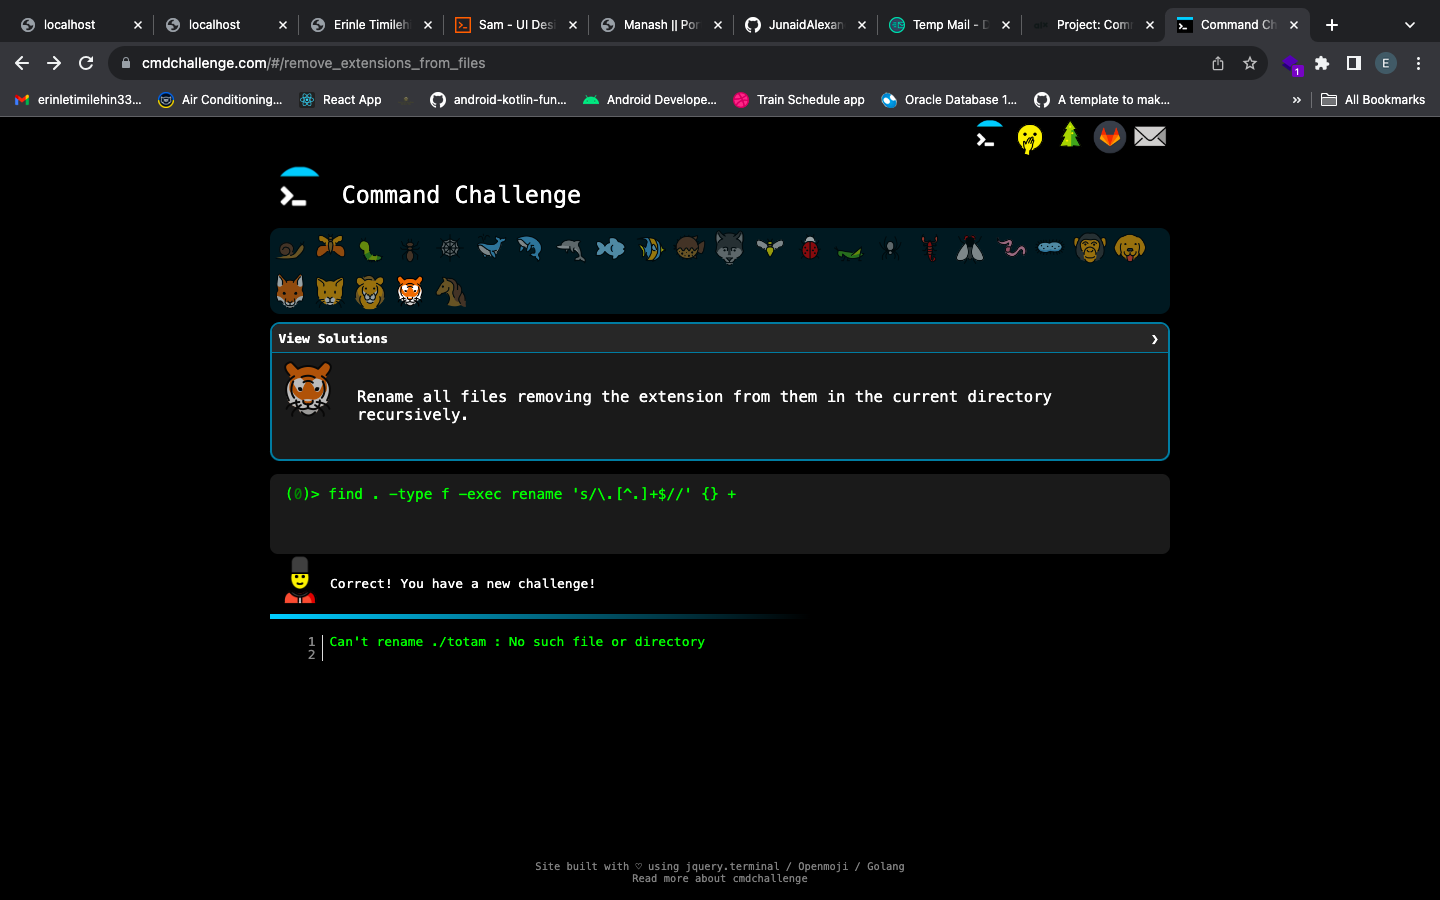 localhost
localhost
Erinle Timileh
Sam - UI Des
Manash || Por
JunaidAlexan
Temp Mail - D
Project: Com
Command Ch
cmdchallenge.com/#/remove_extensions_from_files
E
1
erinletimilehin33...
Air Conditioning...
React App
android-kotlin-fun...
Android Develope...
Train Schedule app
Oracle Database 1...
A template to mak...
»
All Bookmarks
Command Challenge
View Solutions
Rename all files removing the extension from them in the current directory
recursively.
(0)> find . -type f -exec rename 's/\.[^.]+$//' {} +
Correct! You have a new challenge!
1 Can't rename ./totam : No such file or directory
2
Site built with ♡ using jquery.terminal / Openmoji / Golang
Read more about cmdchallenge